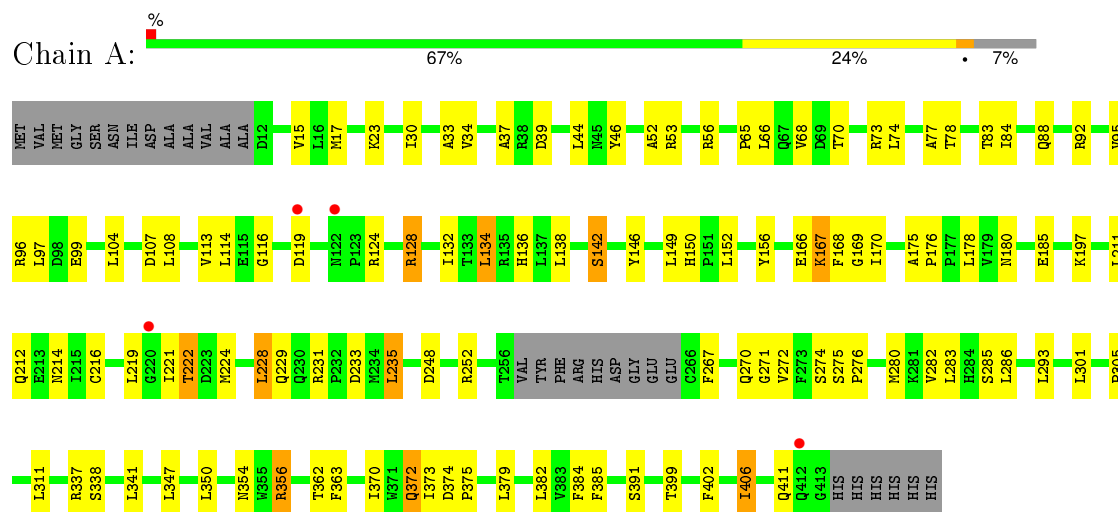 %
Chain A:
67% 24% • 7%
MET VAL MET GLY SER ASN ILE ASP ALA ALA VAL ALA ALA D12 V15 L16 M17 K23 I30 A33 V34 A37 R38 D39 L44 N45 Y46 A52 R53 R56 P65 L66 Q67 V68 D69 T70 R73 L74 A77 T78 T83 I84 Q88 R92 V95
R96 L97 D98 E99 L104 D107 L108 V113 L114 E115 G116 D119 N122 P123 R124 R128 I132 T133 L134 R135 H136 L137 L138 S142 Y146 L149 H150 P151 L152 Y156 E166 K167 F168 G169 I170 A175 P176 P177 L178 V179 N180 E185 K197 L211
Q212 E213 N214 I215 C216 L219 G220 I221 T222 D223 M224 L228 Q229 Q230 R231 P232 D233 M234 L235 D248 R252 T256 VAL TYR PHE ARG HIS ASP GLY GLU GLU C266 F267 Q270 G271 V272 F273 S274 S275 P276 M280 K281 V282 L283 H284 S285 L286 L293 L301 P305
L311 R337 S338 L341 L347 L350 N354 W355 R356 T362 F363 I370 W371 Q372 I373 D374 P375 L379 L382 V383 F384 F385 S391 T399 F402 I406 Q411 Q412 G413 HIS HIS HIS HIS HIS HIS